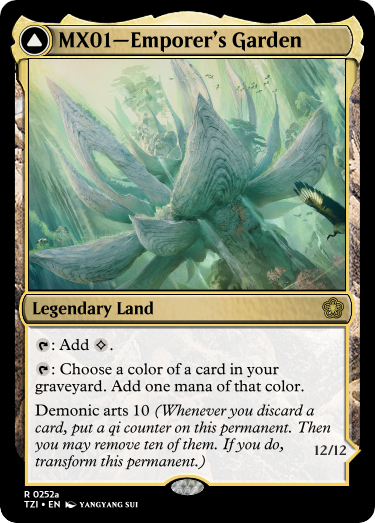 MX01—Emporer's Garden
Legendary Land
: Add .
: Choose a color of a card in your
graveyard. Add one mana of that color.
Demonic arts 10 (Whenever you discard a
card, put a qi counter on this permanent. Then
you may remove ten of them. If you do,
transform this permanent.)
12/12
R 0252a
TZI • EN YANGYANG SUI